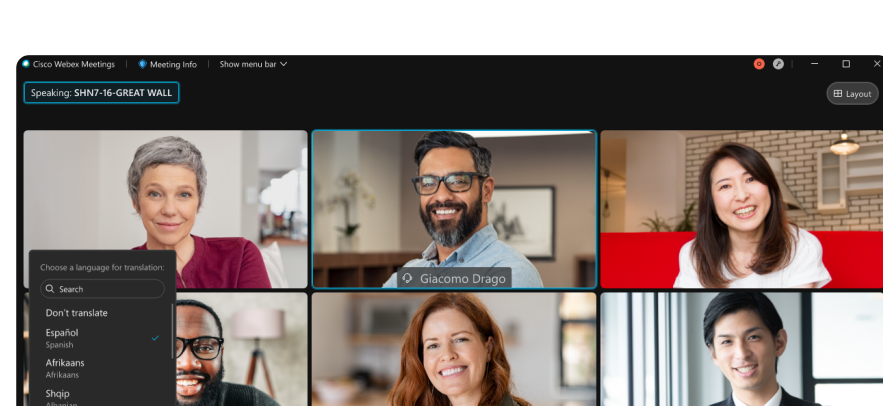 Cisco Webex Meetings
Meeting Info
Show menu bar
Speaking: SHN7-16-GREAT WALL
Layout
Giacomo Drago
Choose a language for translation:
Search
Don't translate
Español
Spanish
Afrikaans
Afrikaans
Shqip
Albanian